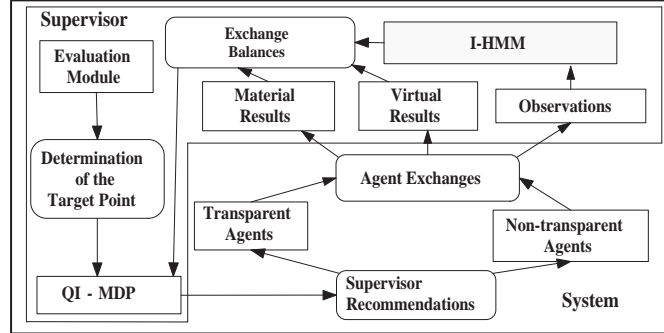 Supervisor
Exchange
Balances
I-HMM
Evaluation
Module
Material
Results
Virtual
Results
Observations
Determination
of the
Target Point
Agent Exchanges
Transparent
Agents
Non-transparent
Agents
QI - MDP
Supervisor
Recommendations
System